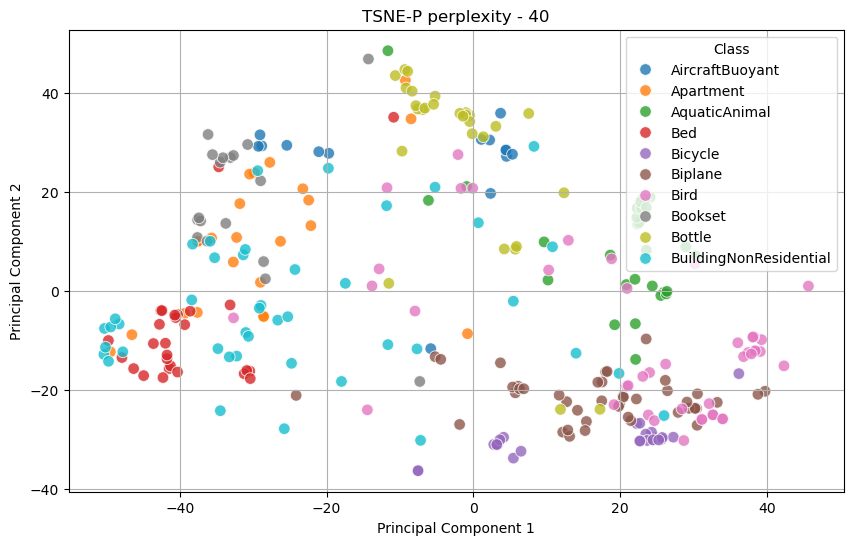 TSNE-P perplexity - 40
Principal Component 2
40
20
0
−20
−40
−40
−20
0
20
40
Principal Component 1
Class
AircraftBuoyant
Apartment
AquaticAnimal
Bed
Bicycle
Biplane
Bird
Bookset
Bottle
BuildingNonResidential